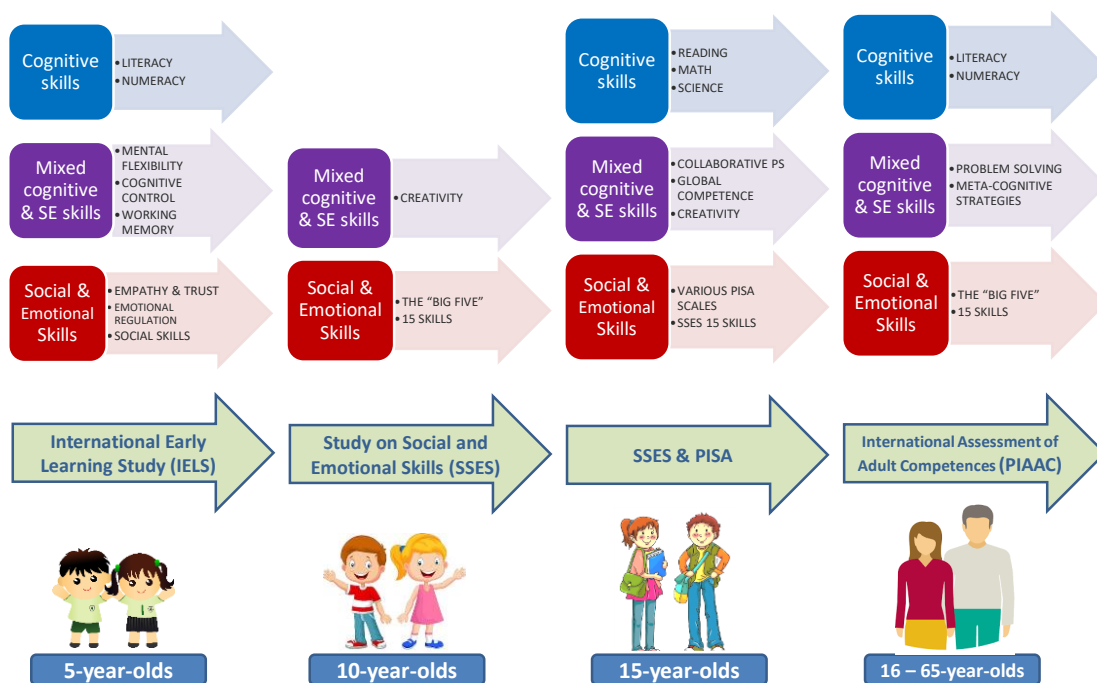 Cognitive
skills
• LITERACY
• NUMERACY
Cognitive
skills
• READING
• MATH
• SCIENCE
Cognitive
skills
• LITERACY
• NUMERACY
Mixed
cognitive
& SE skills
• MENTAL
FLEXIBILITY
• COGNITIVE
CONTROL
• WORKING
MEMORY
Mixed
cognitive
& SE skills
• CREATIVITY
Mixed
cognitive
& SE skills
• COLLABORATIVE PS
• GLOBAL
COMPETENCE
• CREATIVITY
Mixed
cognitive
& SE skills
• PROBLEM SOLVING
• META-COGNITIVE
STRATEGIES
Social &
Emotional
Skills
• EMPATHY & TRUST
• EMOTIONAL
REGULATION
• SOCIAL SKILLS
Social &
Emotional
Skills
• THE “BIG FIVE”
• 15 SKILLS
Social &
Emotional
Skills
• VARIOUS PISA
SCALES
• SSES 15 SKILLS
Social &
Emotional
Skills
• THE “BIG FIVE”
• 15 SKILLS
International Early
Learning Study (IELS)
Study on Social and
Emotional Skills (SSES)
SSES & PISA
International Assessment of
Adult Competences (PIAAC)
5-year-olds
10-year-olds
15-year-olds
16 – 65-year-olds